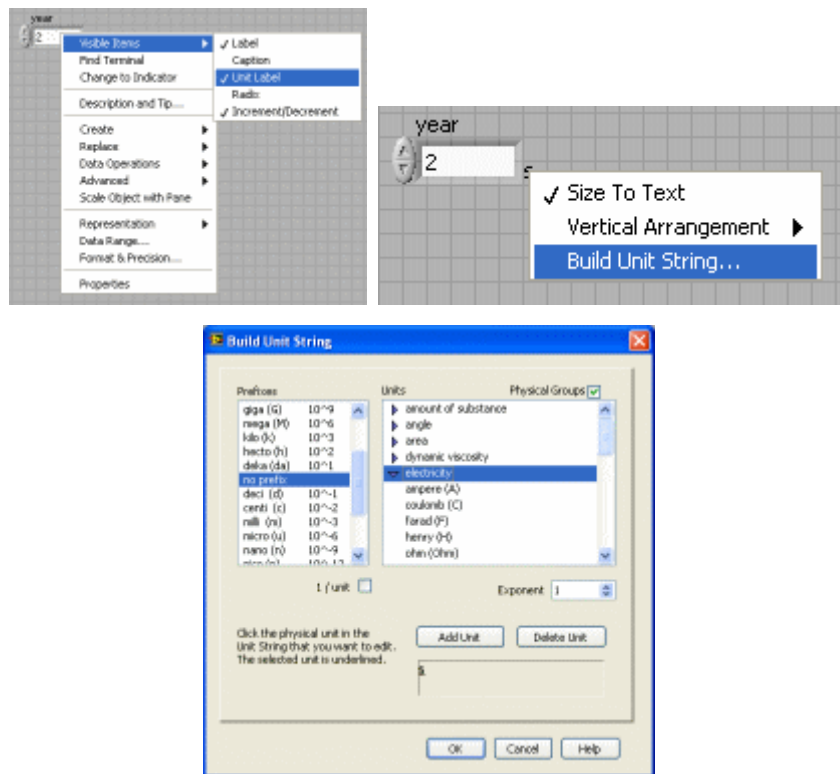 year
2
Visible Items
✓ Label
Find Terminal
Caption
Change to Indicator
✓ Unit Label
Radix
Description and Tip...
✓ Increment/Decrement
Create
Replace
Data Operations
Advanced
Scale Object with Pane
Representation
Data Range...
Format & Precision...
Properties
year
2
s
✓ Size To Text
Vertical Arrangement
Build Unit String...
Build Unit String
Prefixes
Units
Physical Groups
giga (G) 10^9
mega (M) 10^6
kilo (k) 10^3
hecto (h) 10^2
deka (da) 10^1
no prefix
deci (d) 10^-1
centi (c) 10^-2
milli (m) 10^-3
micro (u) 10^-6
nano (n) 10^-9
amount of substance
angle
area
dynamic viscosity
electricity
ampere (A)
coulomb (C)
farad (F)
henry (H)
ohm (Ohm)
1 / unit
Exponent 1
Click the physical unit in the
Unit String that you want to edit.
The selected unit is underlined.
Add Unit
Delete Unit
s
OK
Cancel
Help